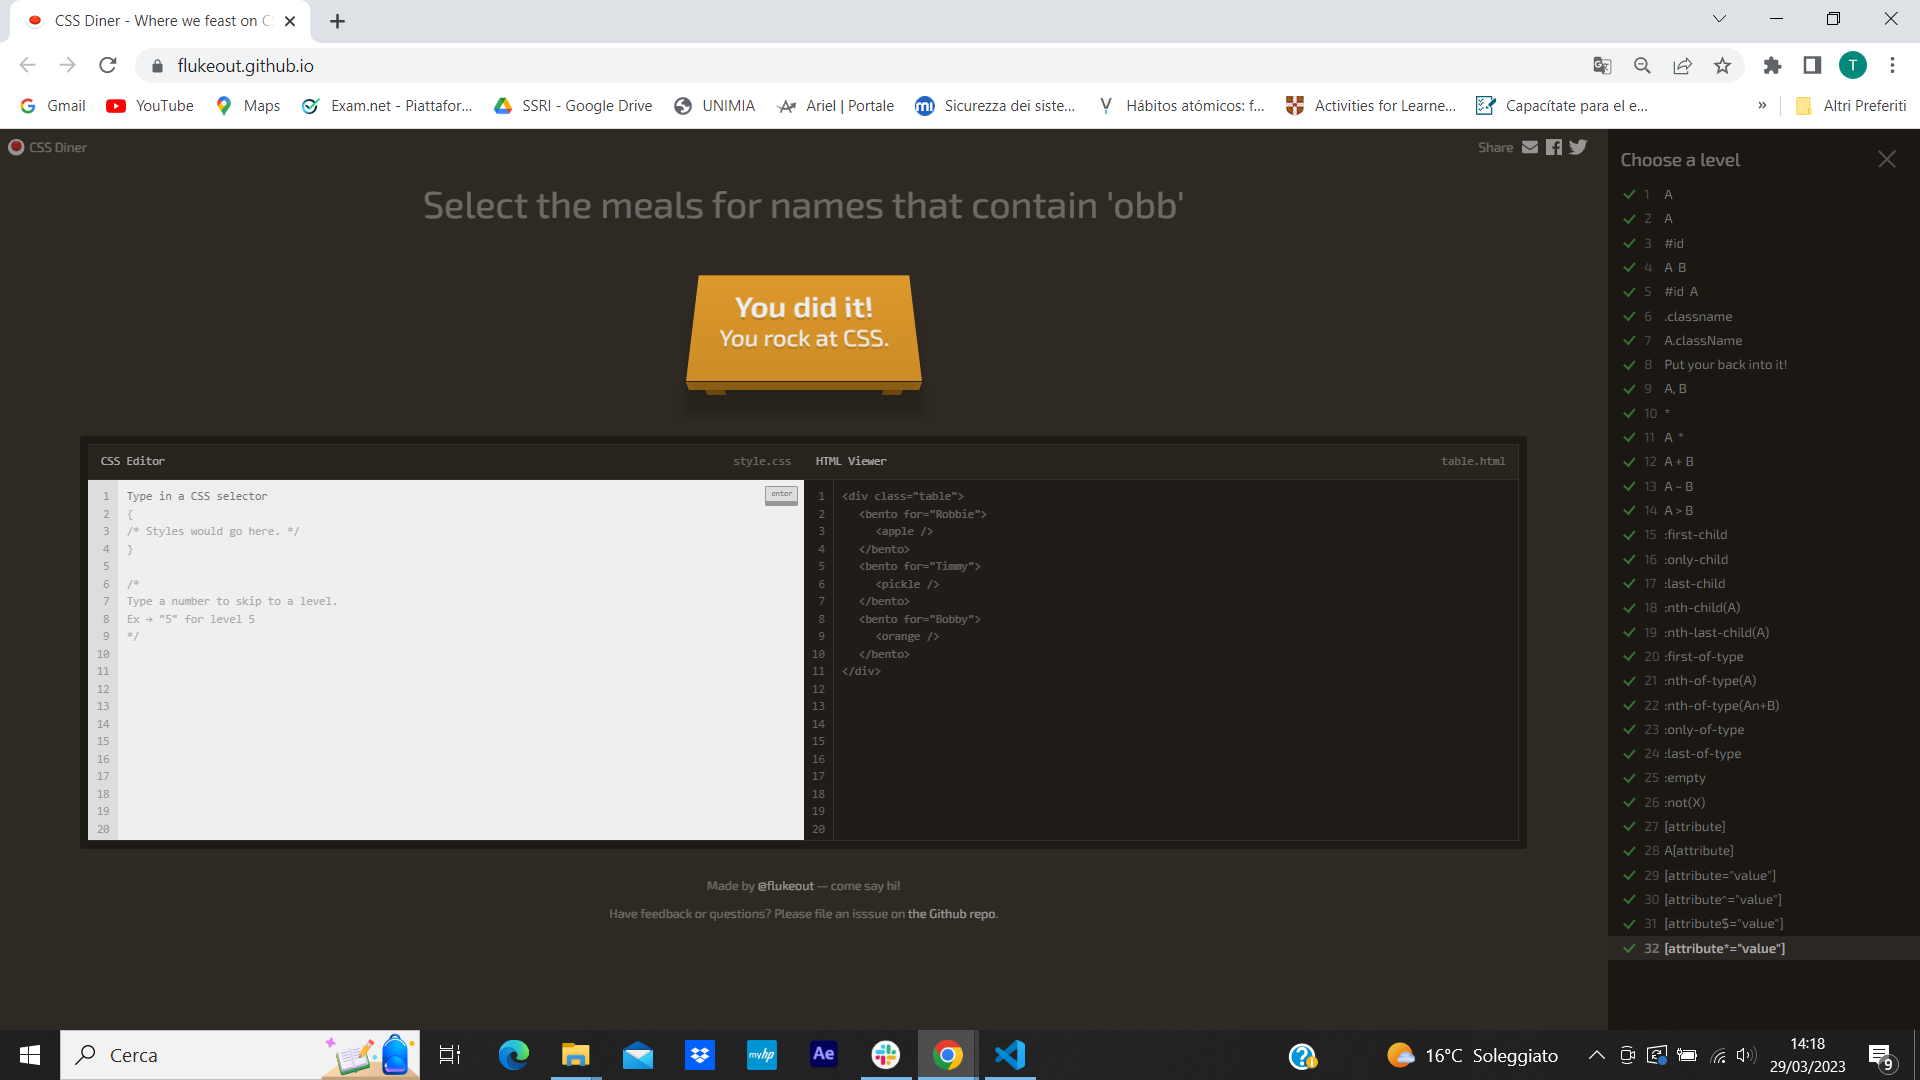 CSS Diner - Where we feast on C
flukeout.github.io
T
Gmail
YouTube
Maps
Exam.net - Piattafor...
SSRI - Google Drive
UNIMIA
Ariel | Portale
Sicurezza dei siste...
Hábitos atómicos: f...
Activities for Learne...
Capacítate para el e...
»
Altri Preferiti
CSS Diner
Share
Select the meals for names that contain 'obb'
You did it!
You rock at CSS.
CSS Editor
style.css
HTML Viewer
table.html
1 Type in a CSS selector
enter
2 {
3 /* Styles would go here. */
4 }
5
6 /*
7 Type a number to skip to a level.
8 Ex → "5" for level 5
9 */
10
11
12
13
14
15
16
17
18
19
20
1 <div class="table">
2 <bento for="Robbie">
3 <apple />
4 </bento>
5 <bento for="Timmy">
6 <pickle />
7 </bento>
8 <bento for="Bobby">
9 <orange />
10 </bento>
11 </div>
12
13
14
15
16
17
18
19
20
Made by @flukeout — come say hi!
Have feedback or questions? Please file an isssue on the Github repo.
Choose a level
1 A
2 A
3 #id
4 A B
5 #id A
6 .classname
7 A.className
8 Put your back into it!
9 A, B
10 *
11 A *
12 A + B
13 A ~ B
14 A > B
15 :first-child
16 :only-child
17 :last-child
18 :nth-child(A)
19 :nth-last-child(A)
20 :first-of-type
21 :nth-of-type(A)
22 :nth-of-type(An+B)
23 :only-of-type
24 :last-of-type
25 :empty
26 :not(X)
27 [attribute]
28 A[attribute]
29 [attribute="value"]
30 [attribute^="value"]
31 [attribute$="value"]
32 [attribute*="value"]
Cerca
myhp
Ae
16°C Soleggiato
14:18
29/03/2023
9